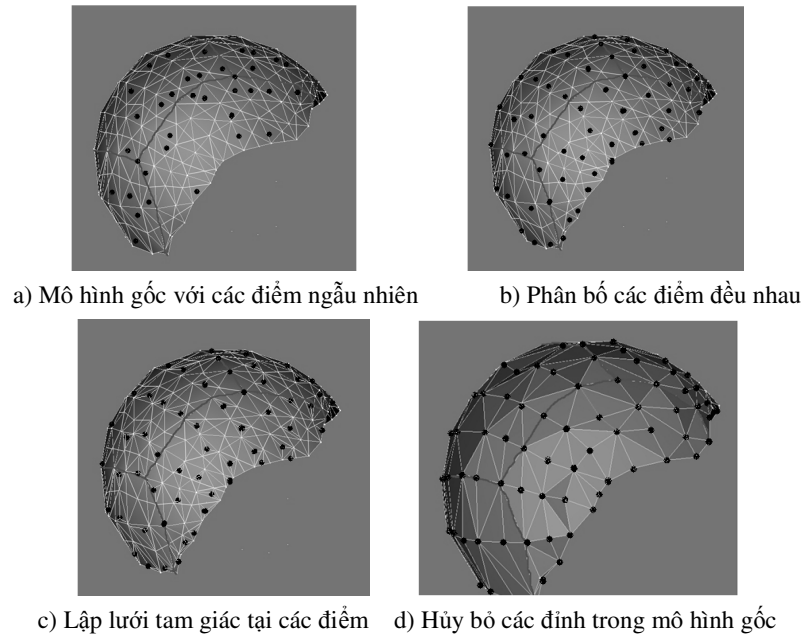 a) Mô hình gốc với các điểm ngẫu nhiên
b) Phân bố các điểm đều nhau
c) Lập lưới tam giác tại các điểm
d) Hủy bỏ các đỉnh trong mô hình gốc